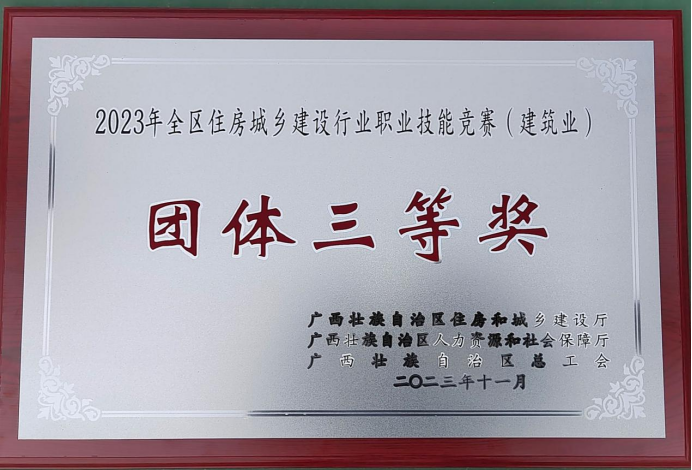 2023年全区住房城乡建设行业职业技能竞赛（建筑业）
团体三等奖
广西壮族自治区住房和城乡建设厅
广西壮族自治区人力资源和社会保障厅
广西壮族自治区总工会
二〇二三年十一月